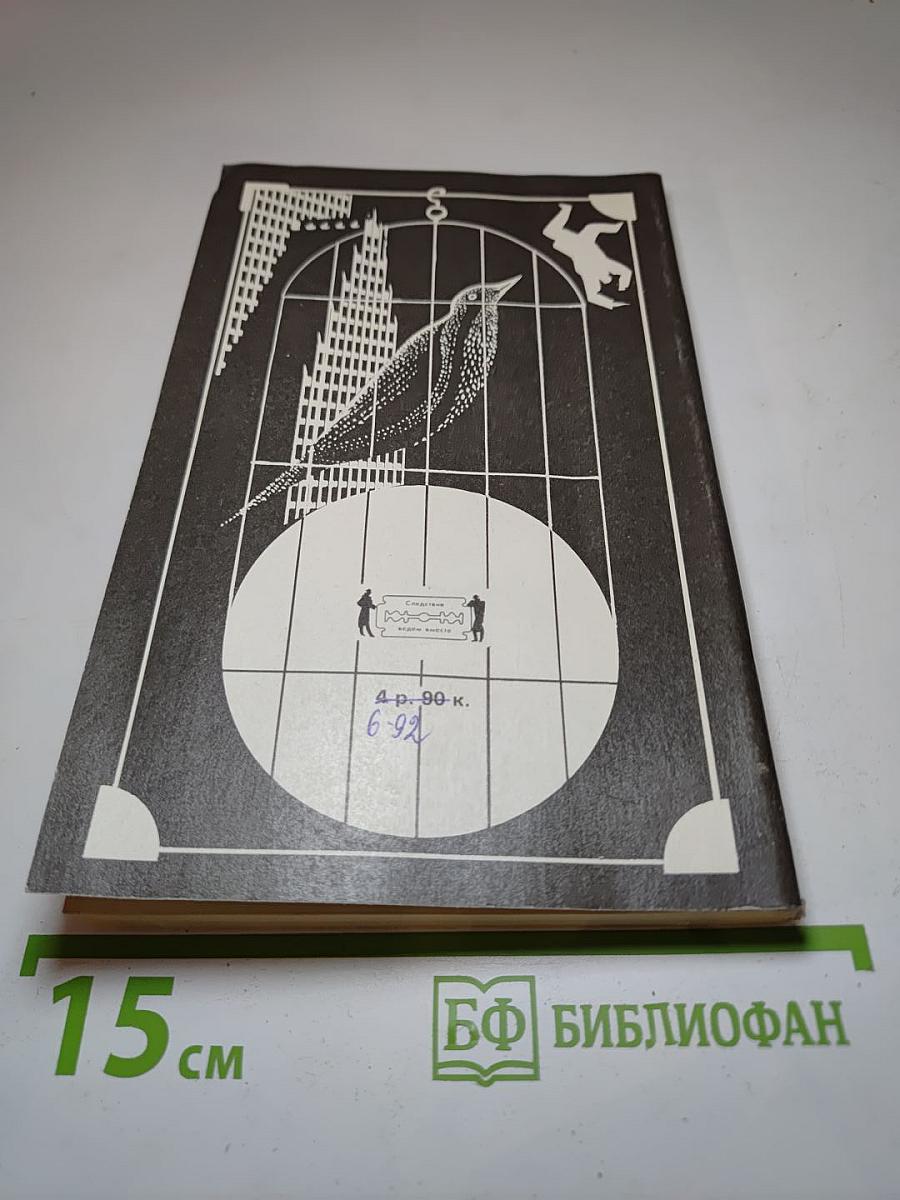 Следствие
ведем вместе
4 р. 90 к.
6-92
15 см
БФ БИБЛИОФАН